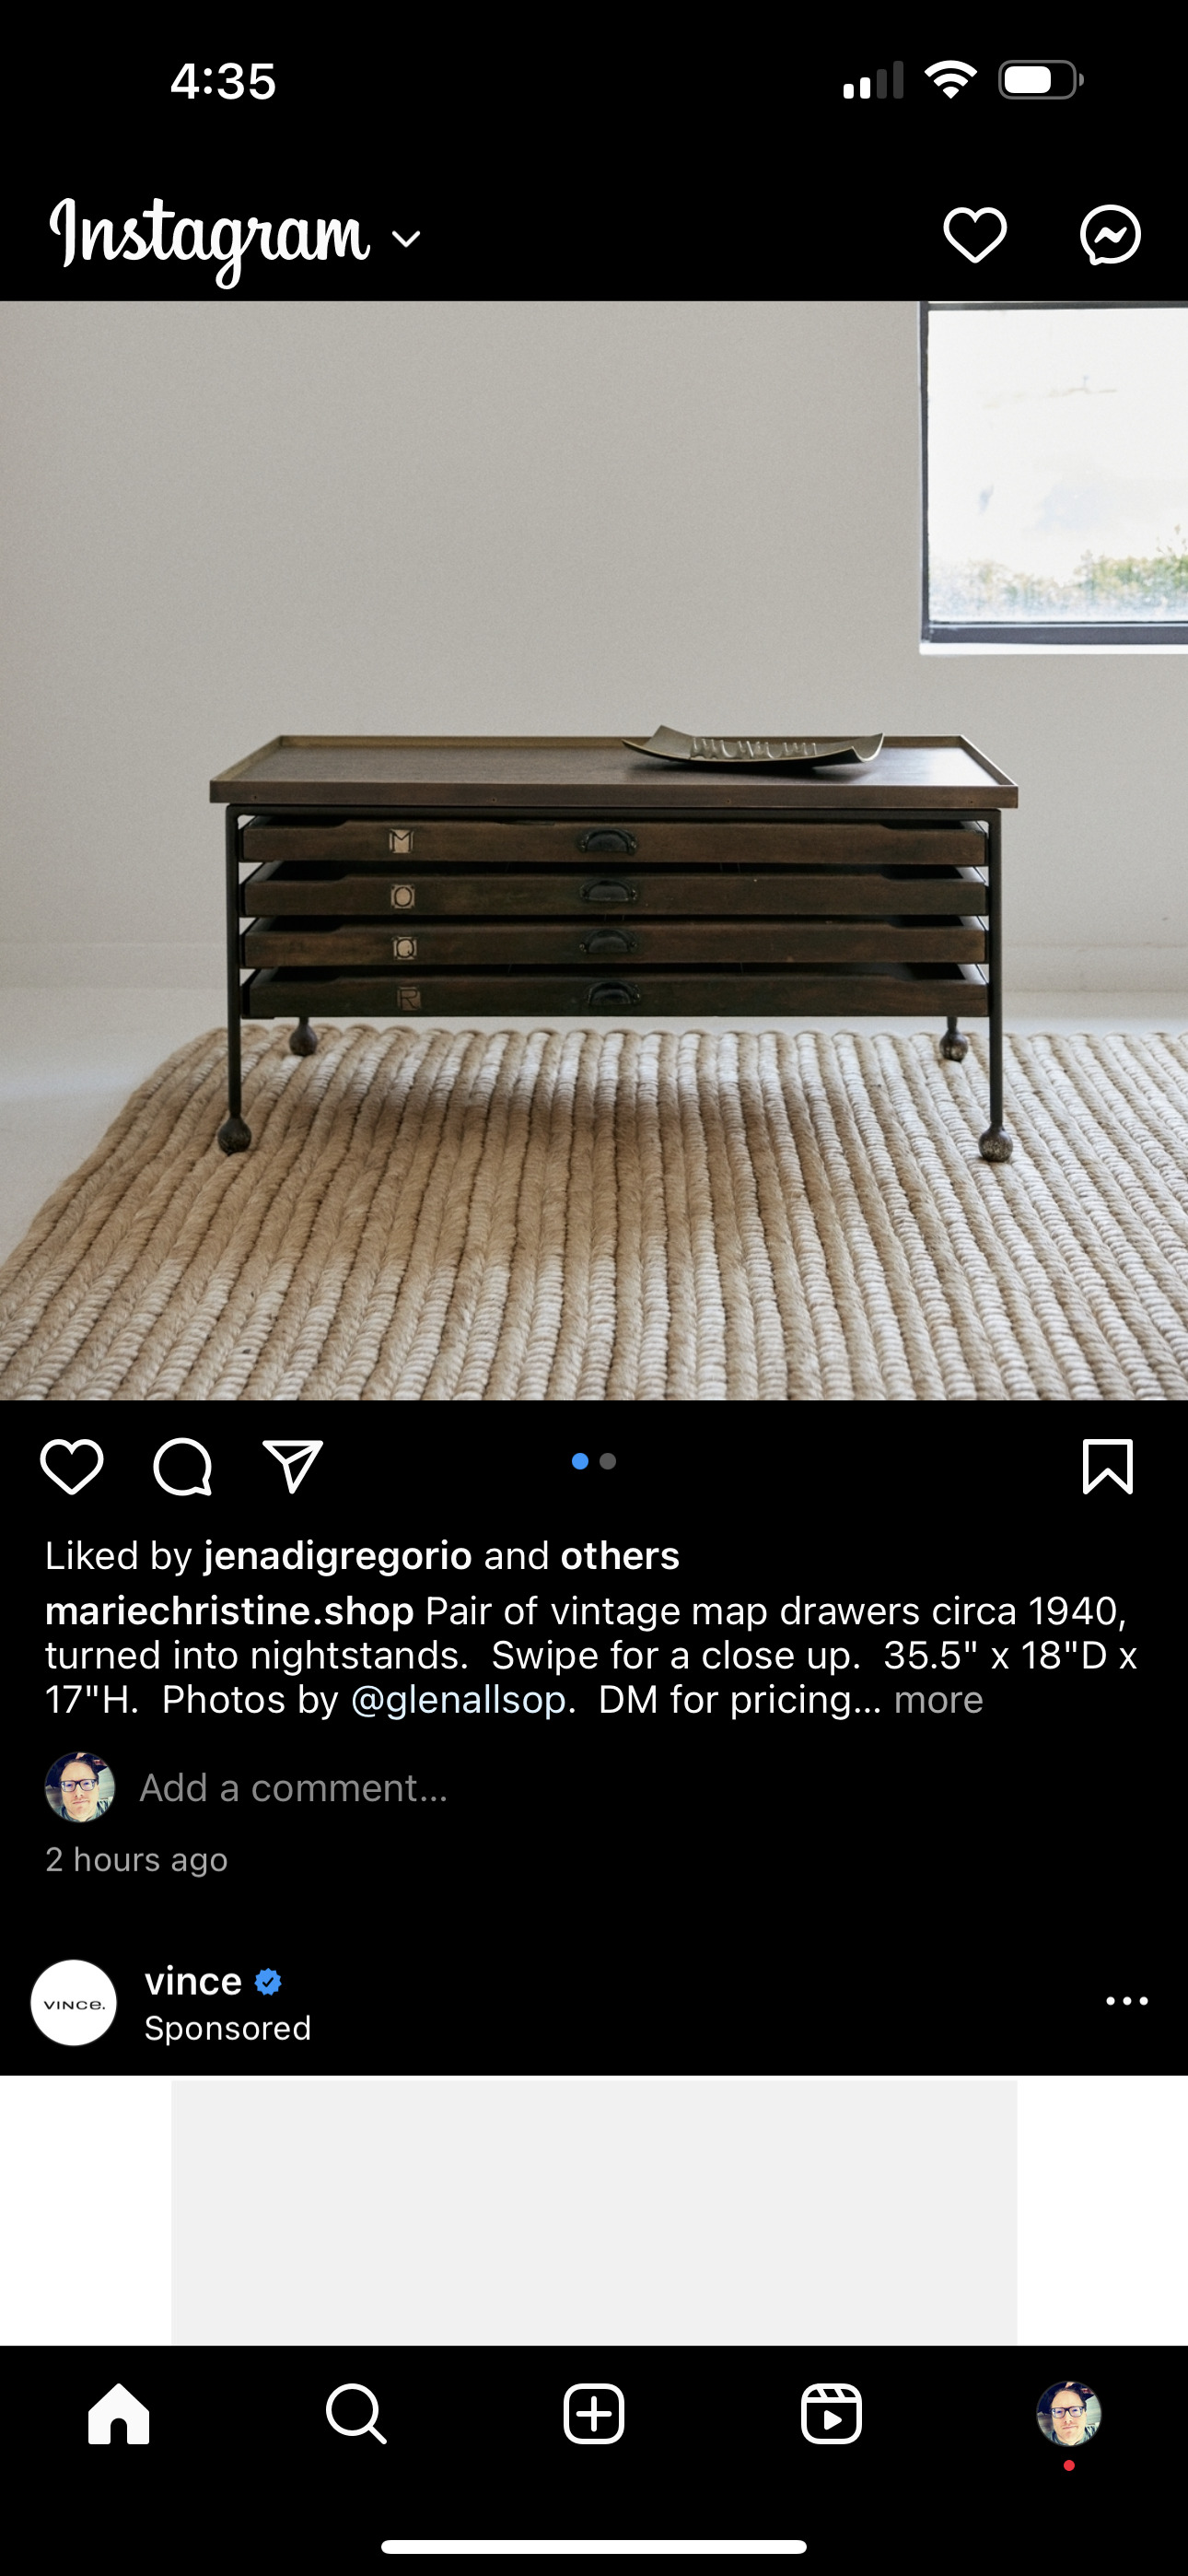 4:35
Instagram
M
O
Q
R
Liked by jenadigregorio and others
mariechristine.shop Pair of vintage map drawers circa 1940,
turned into nightstands.  Swipe for a close up.  35.5" x 18"D x
17"H.  Photos by @glenallsop.  DM for pricing... more
Add a comment...
2 hours ago
VINCE.
vince
Sponsored